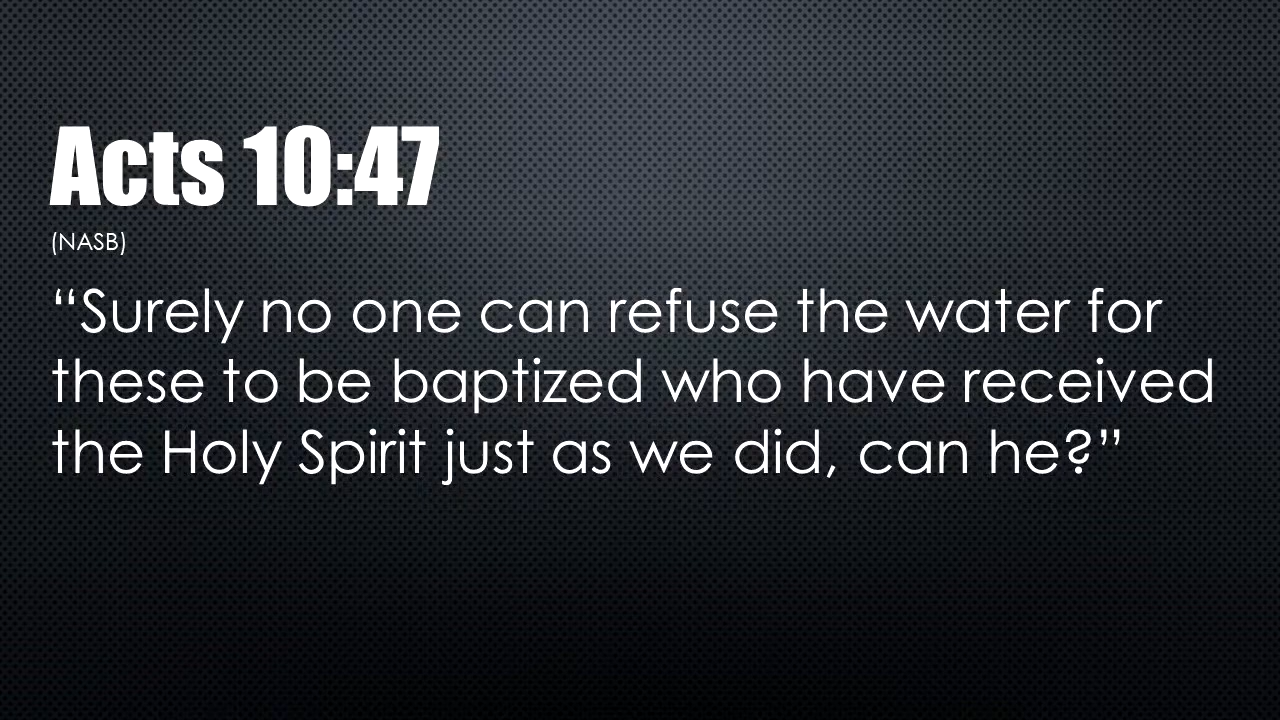 Acts 10:47
(NASB)
“Surely no one can refuse the water for
these to be baptized who have received
the Holy Spirit just as we did, can he?”